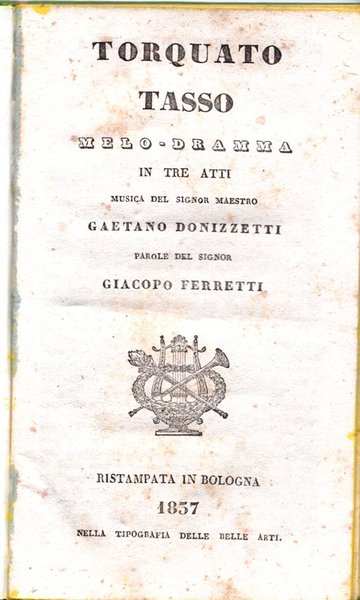 TORQUATO
TASSO
MELO-DRAMMA
IN TRE ATTI
MUSICA DEL SIGNOR MAESTRO
GAETANO DONIZZETTI
PAROLE DEL SIGNOR
GIACOPO FERRETTI
RISTAMPATA IN BOLOGNA
1837
NELLA TIPOGRAFIA DELLE BELLE ARTI.